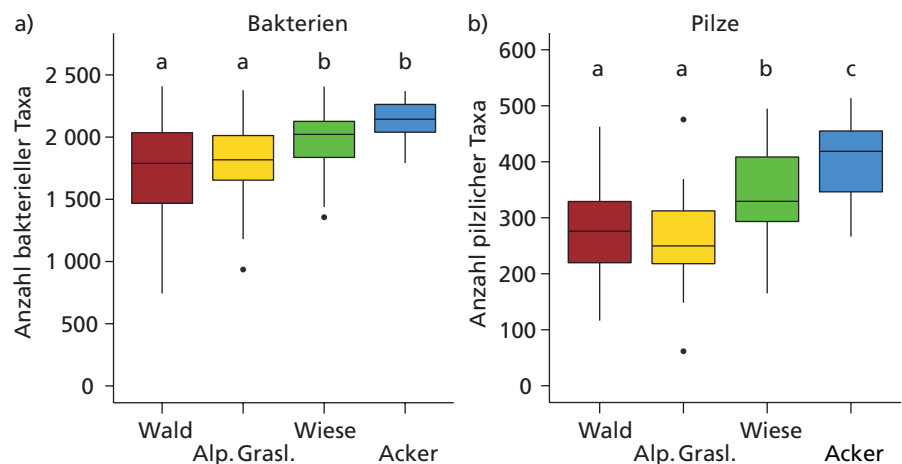 a)
Bakterien
Anzahl bakterieller Taxa
2 500
2 000
1 500
1 000
500
0
a
a
b
b
Wald
Alp. Grasl.
Wiese
Acker
b)
Pilze
Anzahl pilzlicher Taxa
600
500
400
300
200
100
0
a
a
b
c
Wald
Alp. Grasl.
Wiese
Acker